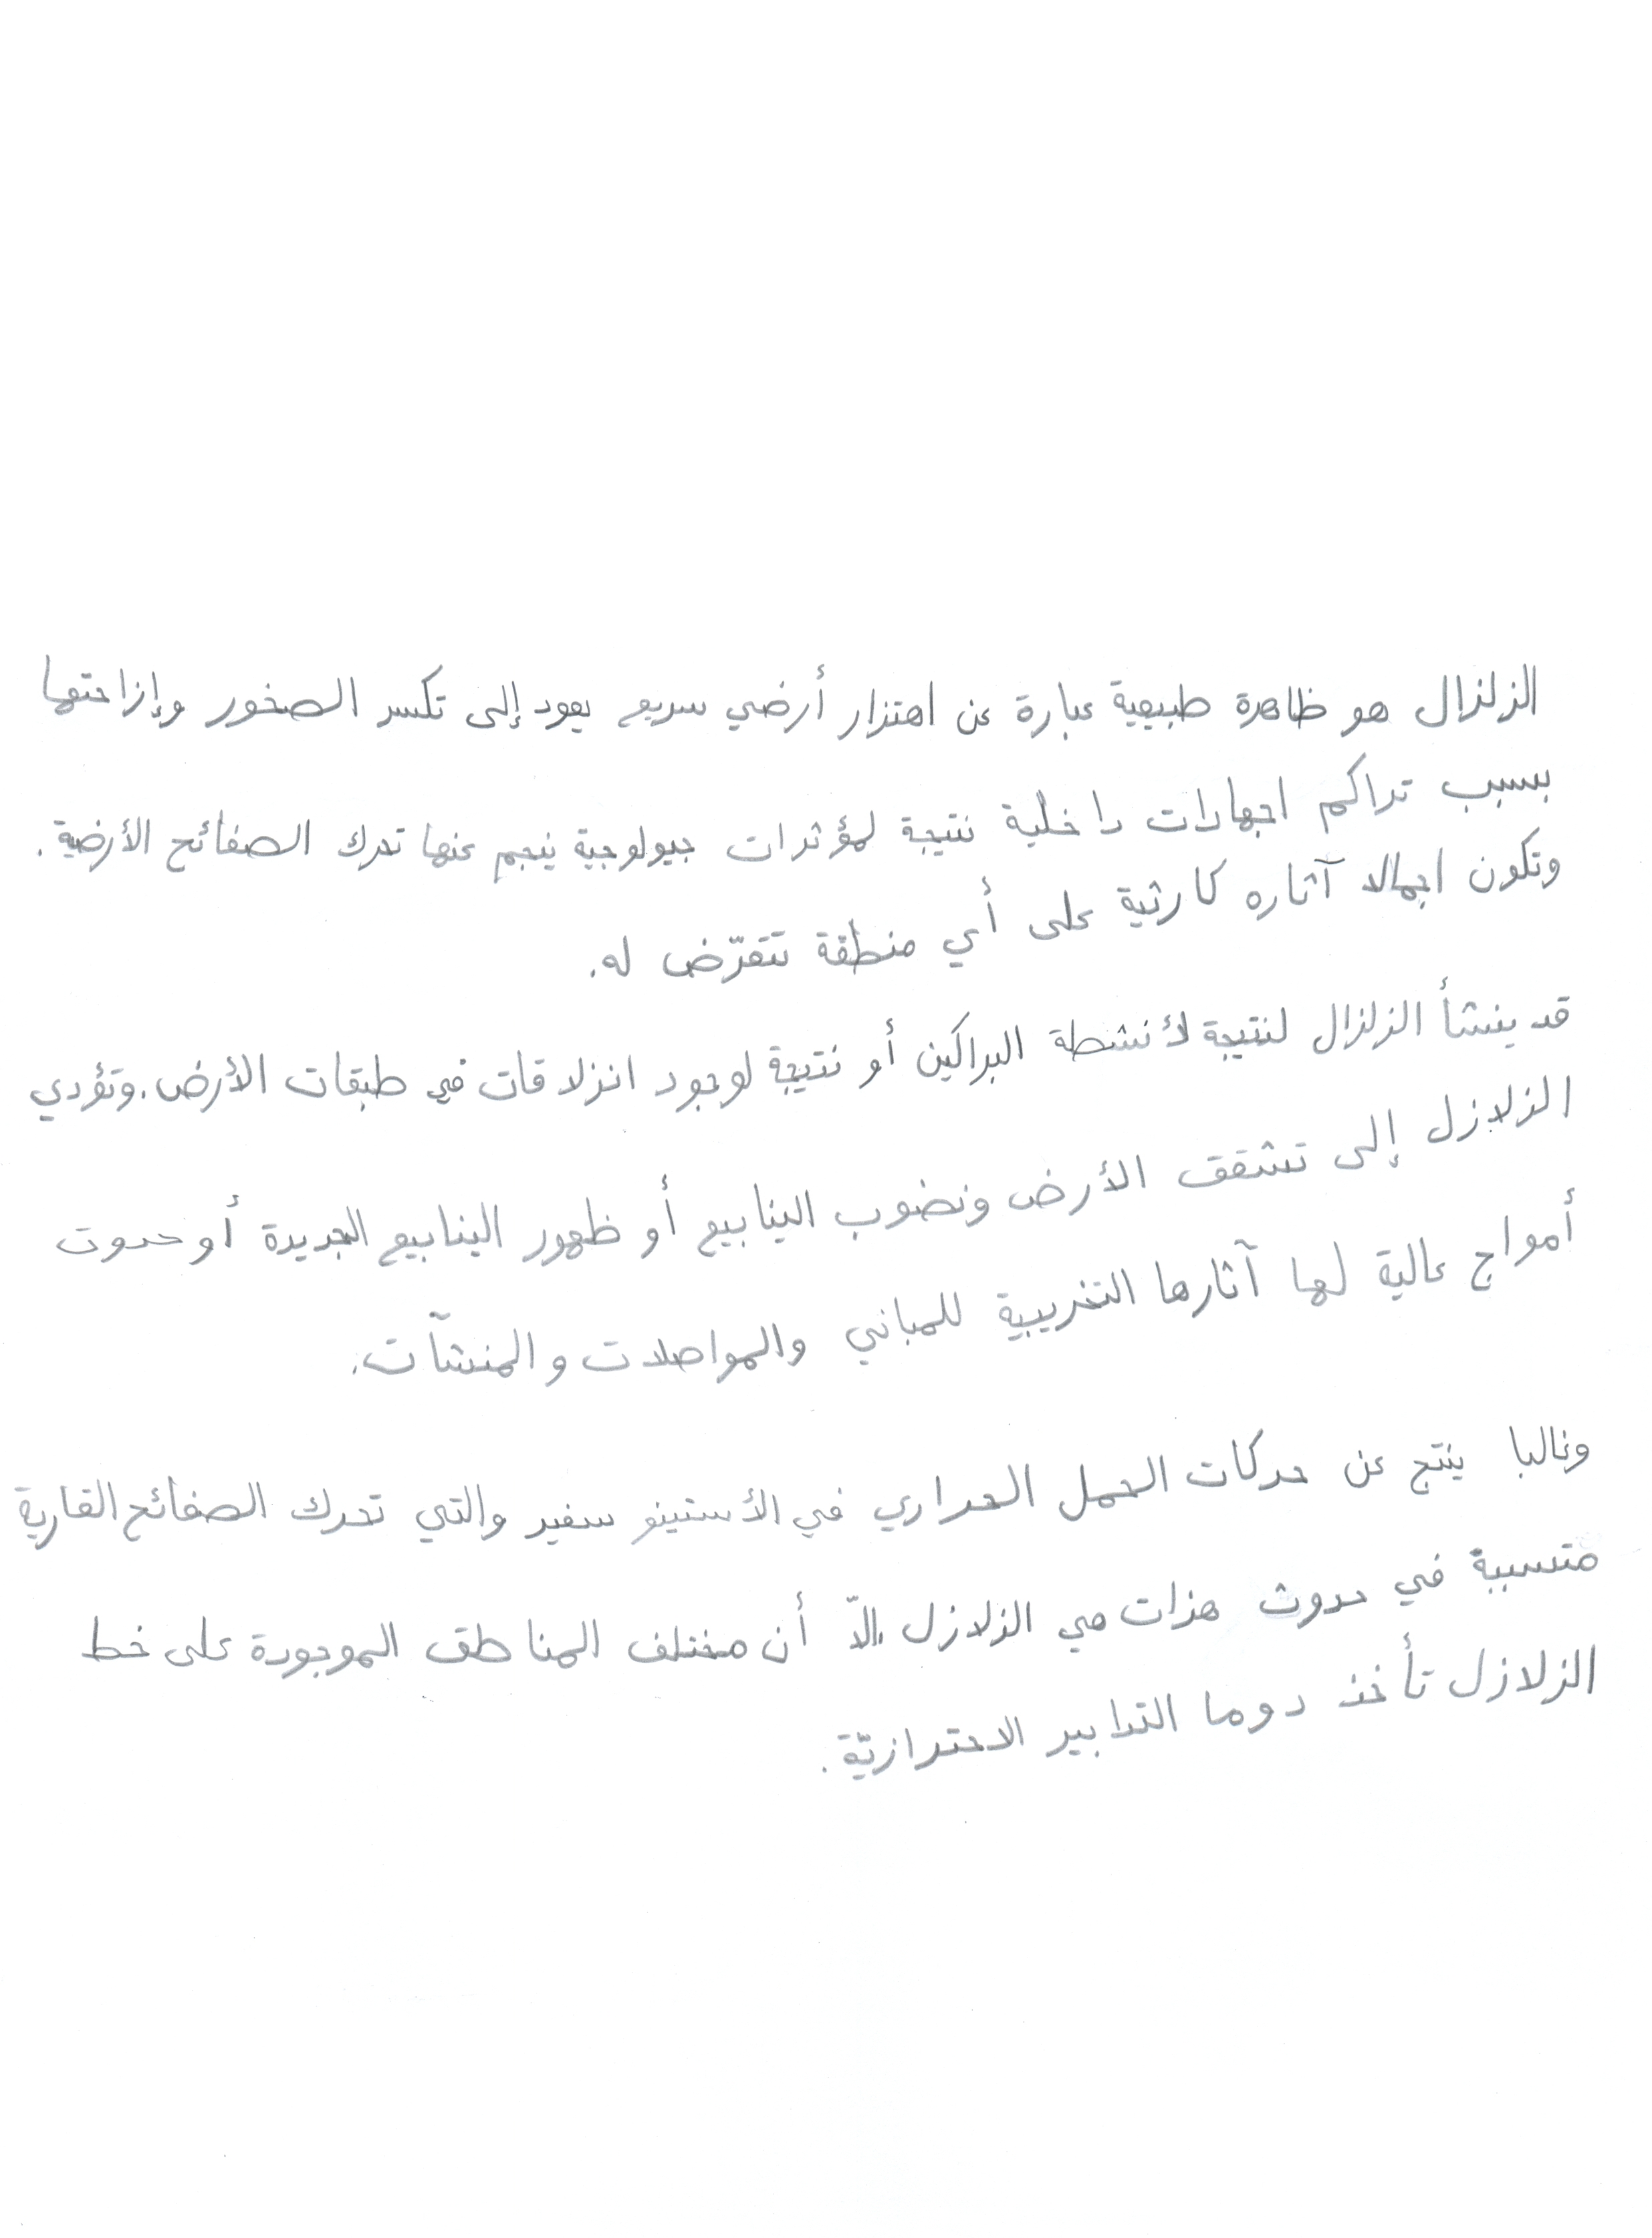 الزلزال هو ظاهرة طبيعية عبارة عن اهتزاز أرضي سريع يعود إلى تكسر الصخور وإزاحتها
بسبب تراكم اجهادات داخلية نتيجة لمؤثرات جيولوجية ينجم عنها تحرك الصفائح الأرضية.
وتكون اجمالا آثاره كارثية على أي منطقة تتعرّض له.
قد ينشأ الزلزال لنتيجة لأنشطة البراكين أو نتيجة لوجود انزلاقات في طبقات الأرض. وتؤدي
الزلازل إلى تشقق الأرض ونضوب الينابيع أو ظهور الينابيع الجديدة أو حدوث
أمواج عالية لها آثارها التخريبية للمباني والمواصلات والمنشآت.
وغالبا ينتج عن حركات الحمل الحراري في الأستينو سفير والتي تحرك الصفائح القارية
متسببة في حدوث هزات هي الزلازل. إلاّ أن مختلف المناطق الموجودة على خط
الزلازل تأخذ دوما التدابير الاحترازيّة.